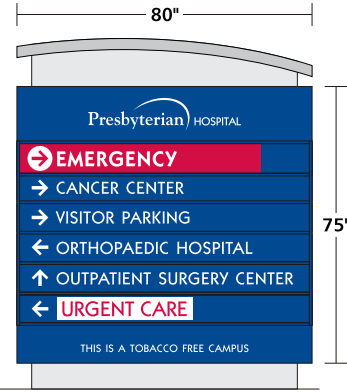 80"
Presbyterian HOSPITAL
→ EMERGENCY
→ CANCER CENTER
→ VISITOR PARKING
75"
← ORTHOPAEDIC HOSPITAL
↑ OUTPATIENT SURGERY CENTER
← URGENT CARE
THIS IS A TOBACCO FREE CAMPUS